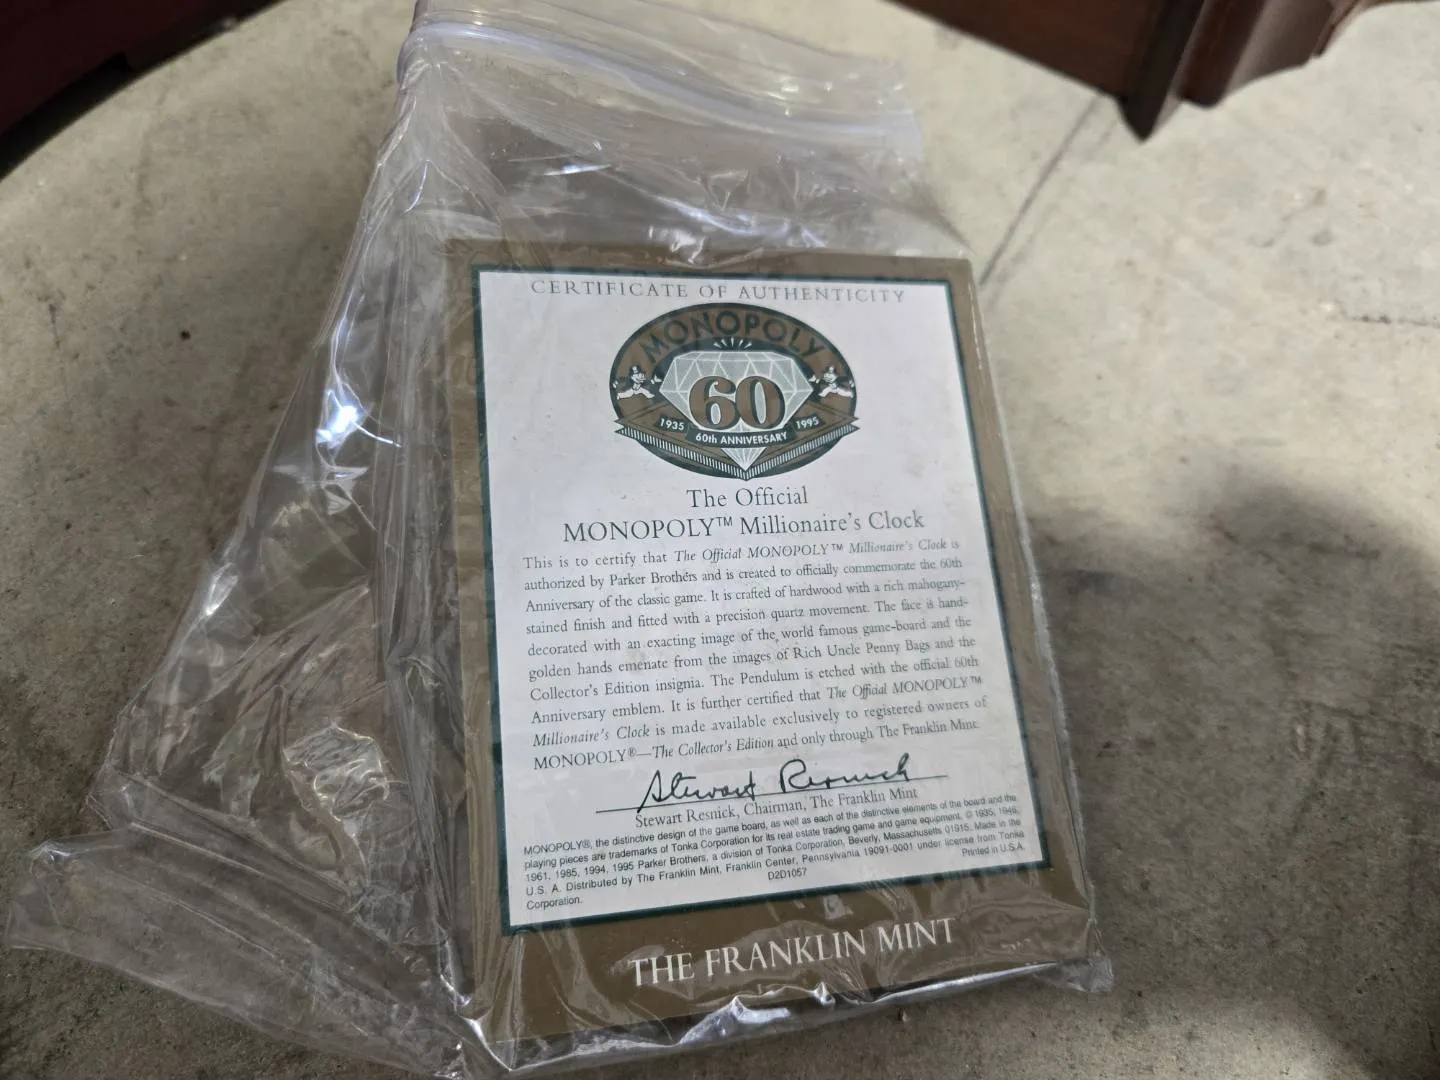 CERTIFICATE OF AUTHENTICITY
MONOPOLY
60
1935 1995
60th ANNIVERSARY
The Official
MONOPOLY™ Millionaire's Clock
This is to certify that The Official MONOPOLY™ Millionaire's Clock is
authorized by Parker Brothers and is created to officially commemorate the 60th
Anniversary of the classic game. It is crafted of hardwood with a rich mahogany-
stained finish and fitted with a precision quartz movement. The face is hand-
decorated with an exacting image of the world famous game-board and the
golden hands emenate from the images of Rich Uncle Penny Bags and the
Collector's Edition insignia. The Pendulum is etched with the official 60th
Anniversary emblem. It is further certified that The Official MONOPOLY™
Millionaire's Clock is made available exclusively to registered owners of
MONOPOLY®—The Collector's Edition and only through The Franklin Mint.
Stewart Resnick
Stewart Resnick, Chairman, The Franklin Mint
MONOPOLY®, the distinctive design of the game board, as well as each of the distinctive elements of the board and the
playing pieces are trademarks of Tonka Corporation for its real estate trading game and game equipment. © 1935, 1946,
1961, 1985, 1994, 1995 Parker Brothers, a division of Tonka Corporation, Beverly, Massachusetts 01915. Made in the
U.S. A. Distributed by The Franklin Mint, Franklin Center, Pennsylvania 19091-0001 under license from Tonka
Corporation.
D2D1057
Printed in U.S.A.
THE FRANKLIN MINT